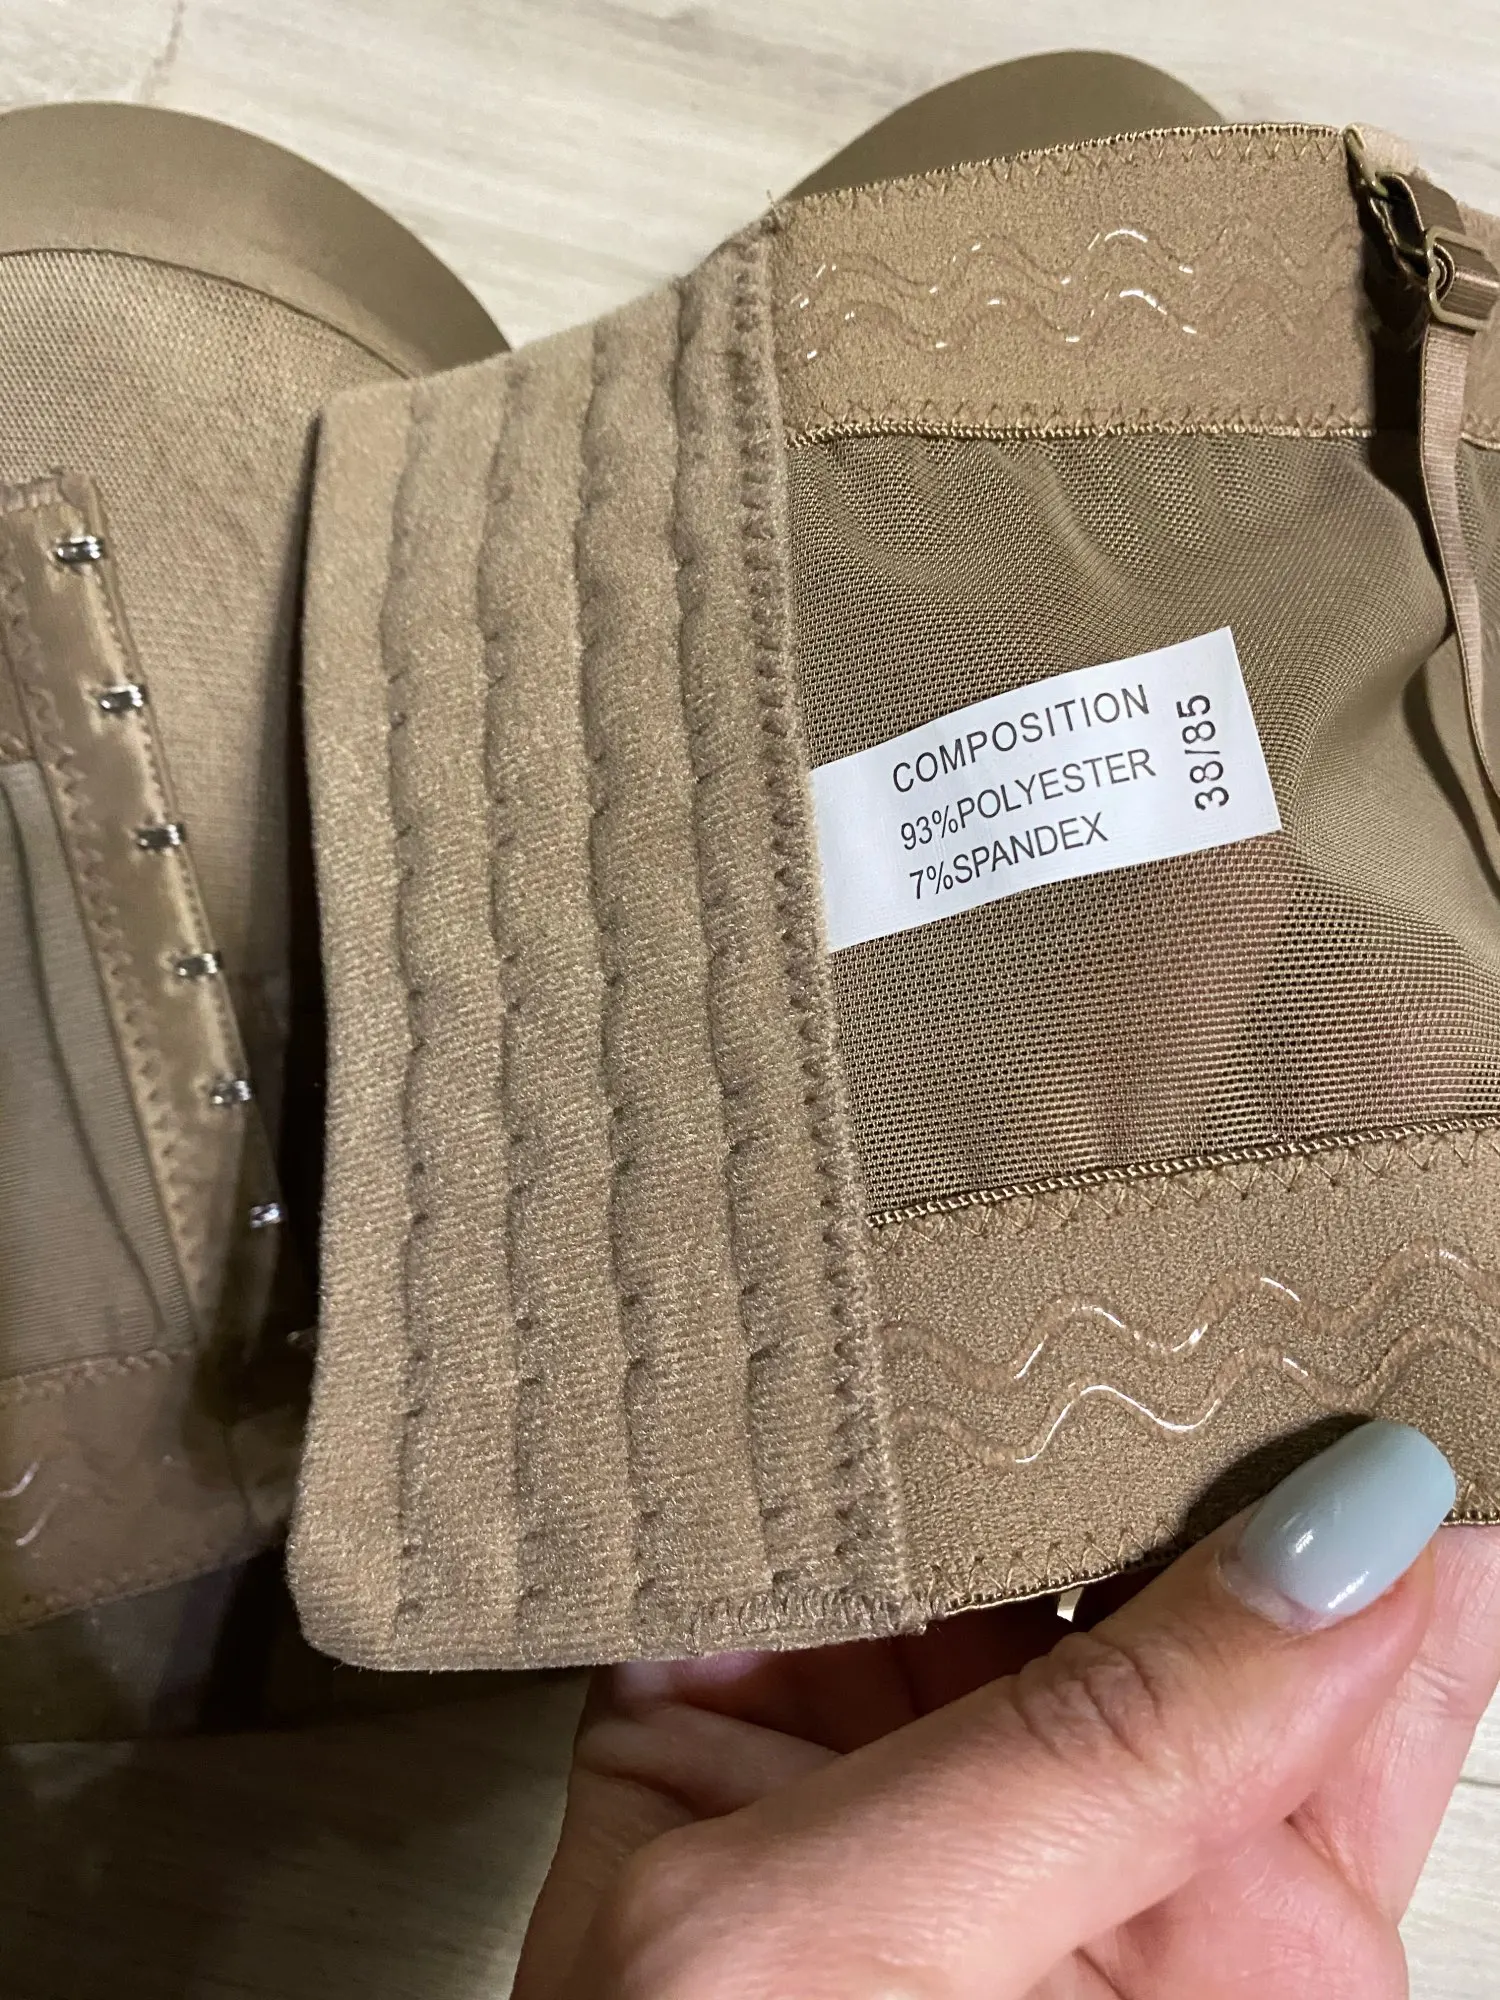 COMPOSITION
93%POLYESTER
7%SPANDEX
38/85